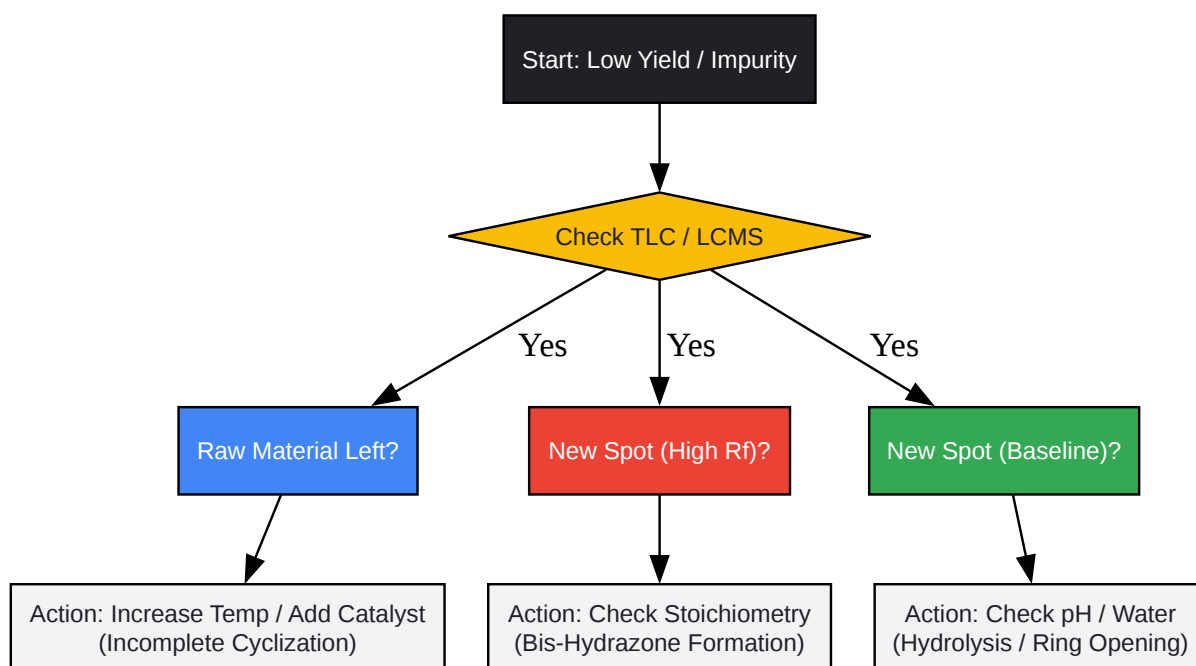 Start: Low Yield / Impurity
Check TLC / LCMS
Yes
Yes
Yes
Raw Material Left?
New Spot (High Rf)?
New Spot (Baseline)?
Action: Increase Temp / Add Catalyst
(Incomplete Cyclization)
Action: Check Stoichiometry
(Bis-Hydrazone Formation)
Action: Check pH / Water
(Hydrolysis / Ring Opening)